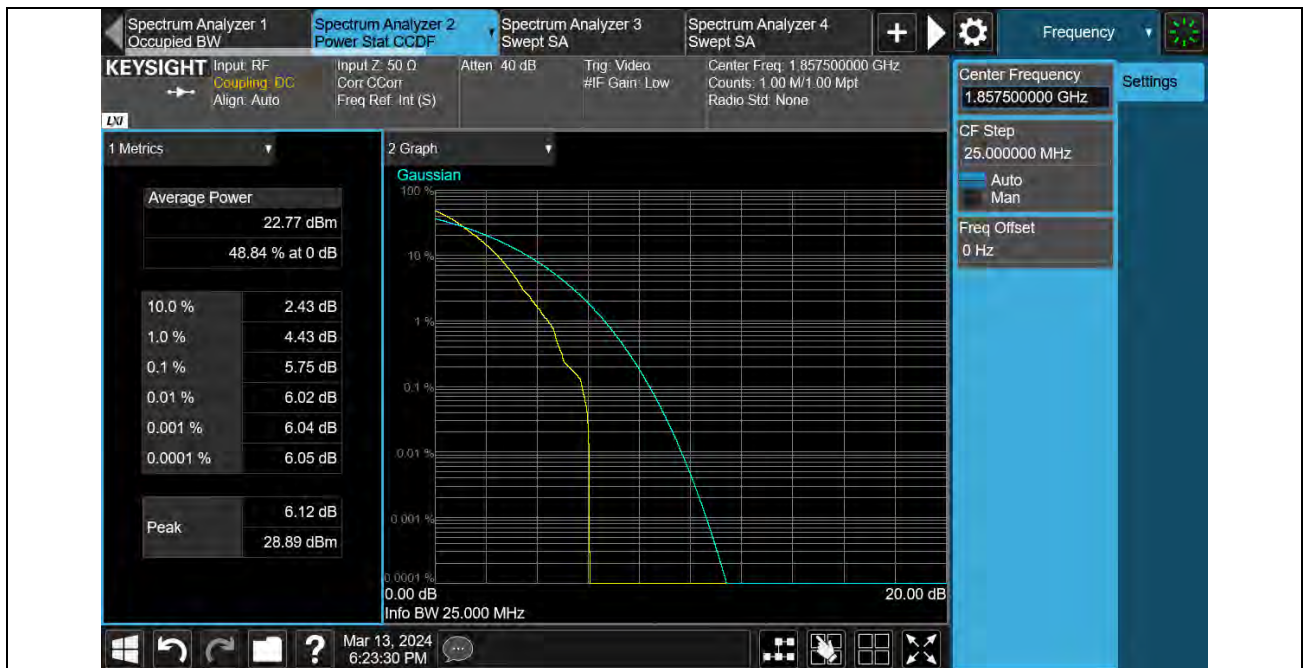 Spectrum Analyzer 1
Occupied BW
Spectrum Analyzer 2
Power Stat CCDF
Spectrum Analyzer 3
Swept SA
Spectrum Analyzer 4
Swept SA
+
Frequency
KEYSIGHT
LXI
Input: RF
Coupling: DC
Align: Auto
Input Z: 50 Ω
Corr CCorr
Freq Ref: Int (S)
Atten: 40 dB
Trig: Video
#IF Gain: Low
Center Freq: 1.857500000 GHz
Counts: 1.00 M/1.00 Mpt
Radio Std: None
Center Frequency
1.857500000 GHz
Settings
CF Step
25.000000 MHz
Auto
Man
Freq Offset
0 Hz
1 Metrics
Average Power
22.77 dBm
48.84 % at 0 dB
10.0 % 2.43 dB
1.0 % 4.43 dB
0.1 % 5.75 dB
0.01 % 6.02 dB
0.001 % 6.04 dB
0.0001 % 6.05 dB
Peak
6.12 dB
28.89 dBm
2 Graph
Gaussian
100 %
10 %
1 %
0.1 %
0.01 %
0.001 %
0.0001 %
0.00 dB 20.00 dB
Info BW 25.000 MHz
?
Mar 13, 2024
6:23:30 PM